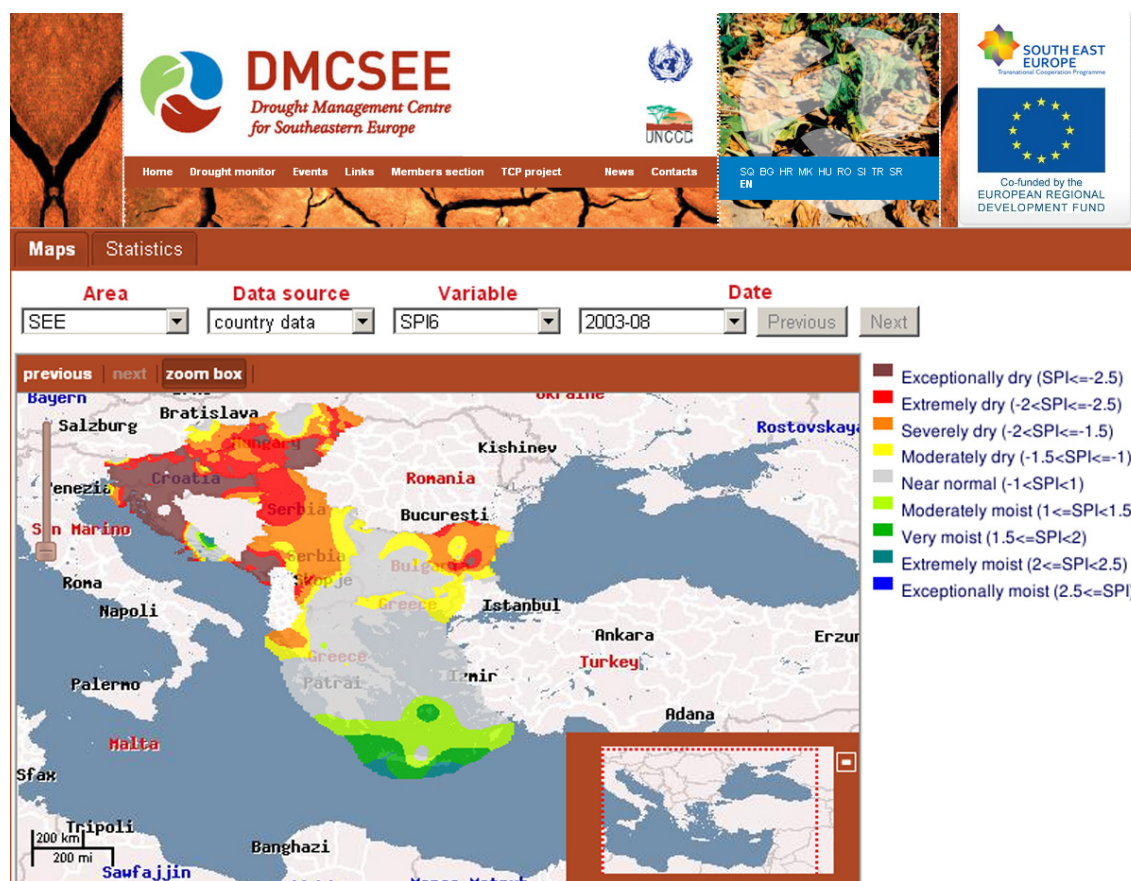 DMCSEE
Drought Management Centre
for Southeastern Europe
UNCCD
SOUTH EAST
EUROPE
Transnational Cooperation Programme
Co-funded by the
EUROPEAN REGIONAL
DEVELOPMENT FUND
Home Drought monitor Events Links Members section TCP project News Contacts
SQ BG HR MK HU RO SI TR SR
EN
Maps Statistics
Area Data source Variable Date
SEE country data SPI6 2003-08 Previous Next
previous next zoom box
Bayern
Ukraine
Bratislava
Salzburg
Hungary
Kishinev
Rostovskaya
Croatia
Romania
Venezia
San Marino
Serbia
Bucuresti
Serbia
Skopje
Bulgaria
Roma
Napoli
Greece
Istanbul
Ankara
Erzur
Greece
Turkey
Patrai
Izmir
Palermo
Adana
Malta
Sfax
Tripoli
200 km
200 mi
Banghazi
Sawfajjin
Exceptionally dry (SPI<=-2.5)
Extremely dry (-2<SPI<=-2.5)
Severely dry (-2<SPI<=-1.5)
Moderately dry (-1.5<SPI<=-1)
Near normal (-1<SPI<1)
Moderately moist (1<=SPI<1.5
Very moist (1.5<=SPI<2)
Extremely moist (2<=SPI<2.5)
Exceptionally moist (2.5<=SPI)